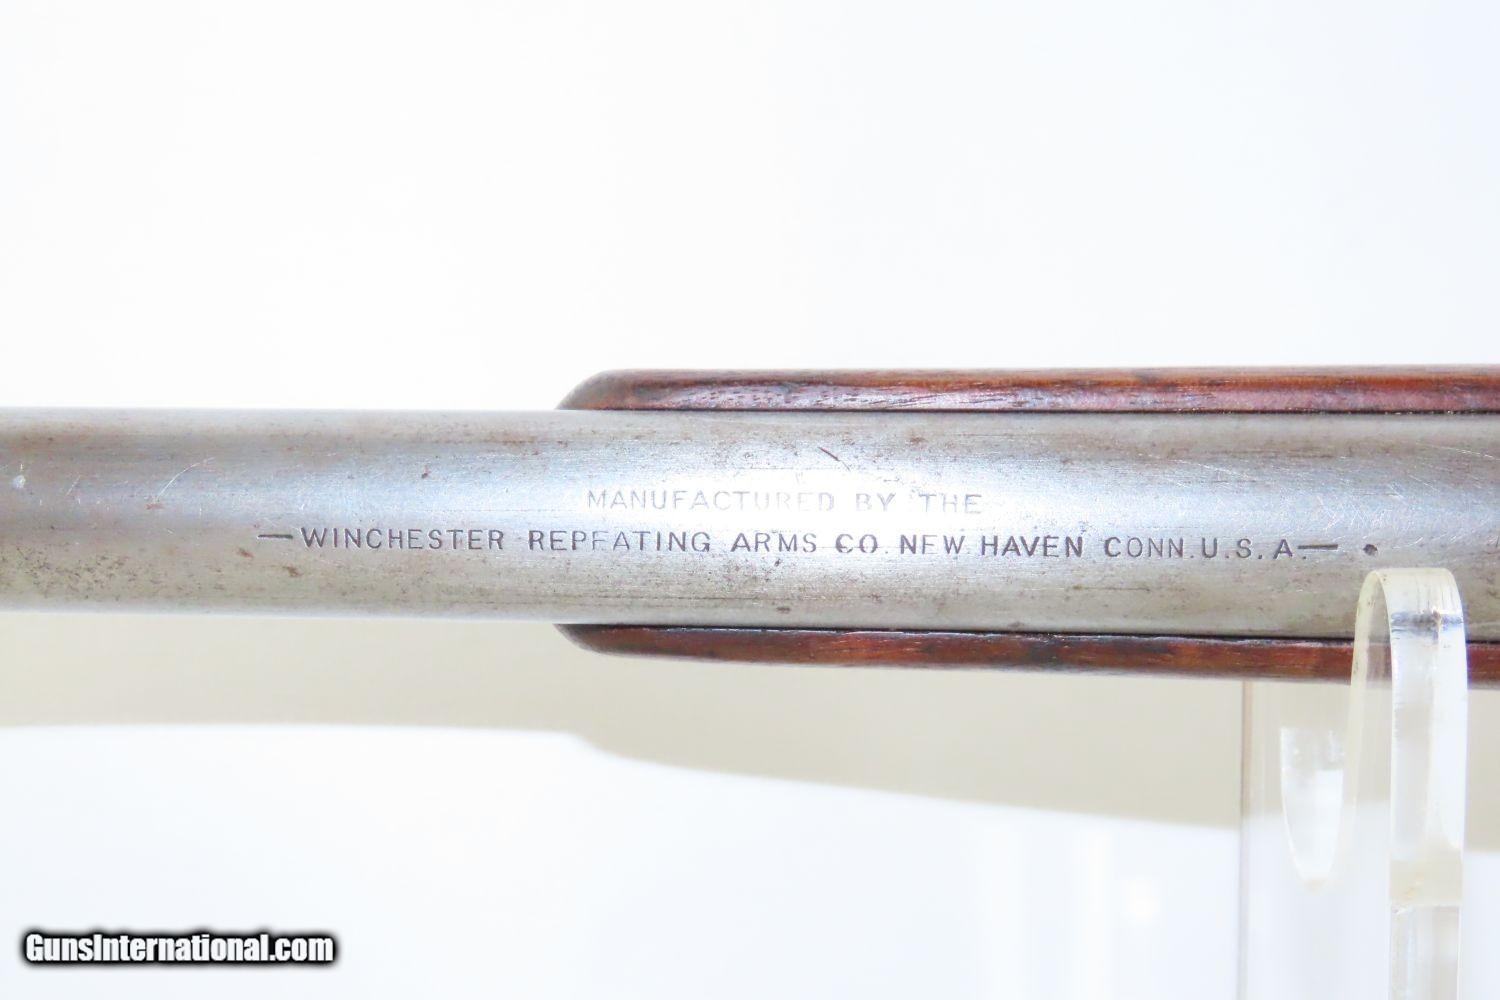 MANUFACTURED BY THE
—WINCHESTER REPEATING ARMS CO. NEW HAVEN CONN. U.S.A.—
GunsInternational.com